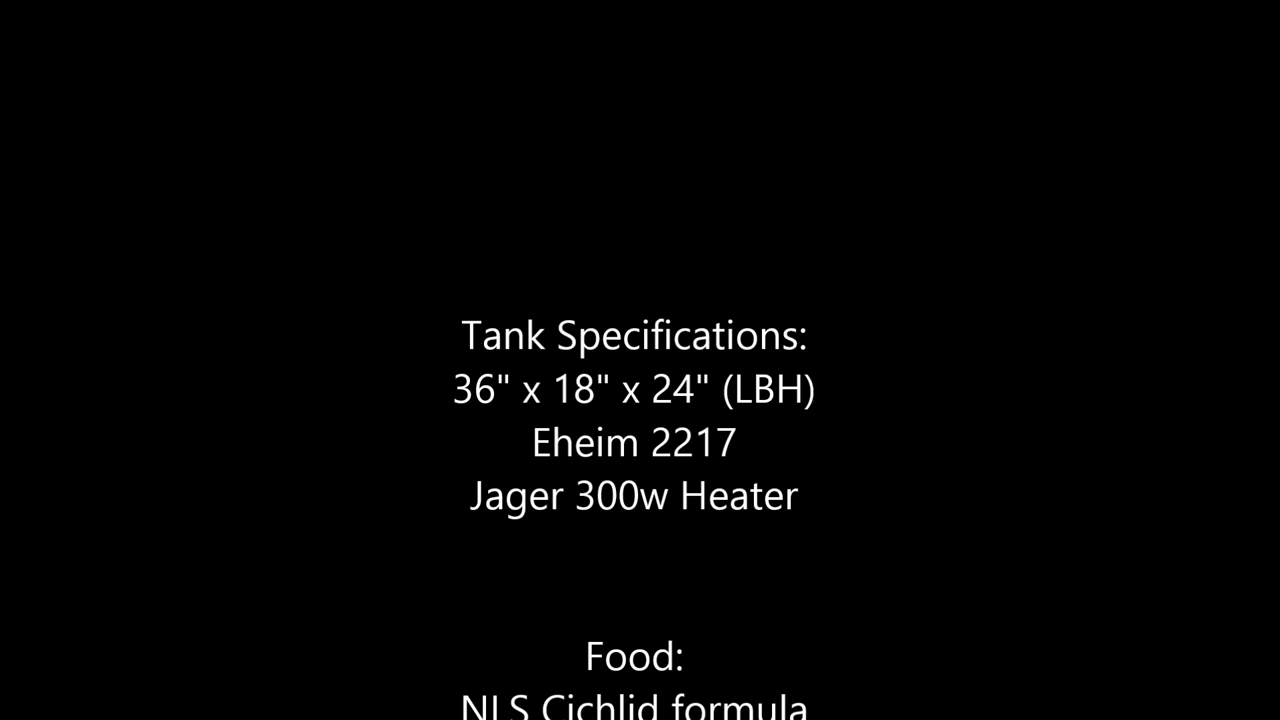 Tank Specifications:
36" x 18" x 24" (LBH)
Eheim 2217
Jager 300w Heater
Food:
NLS Cichlid formula